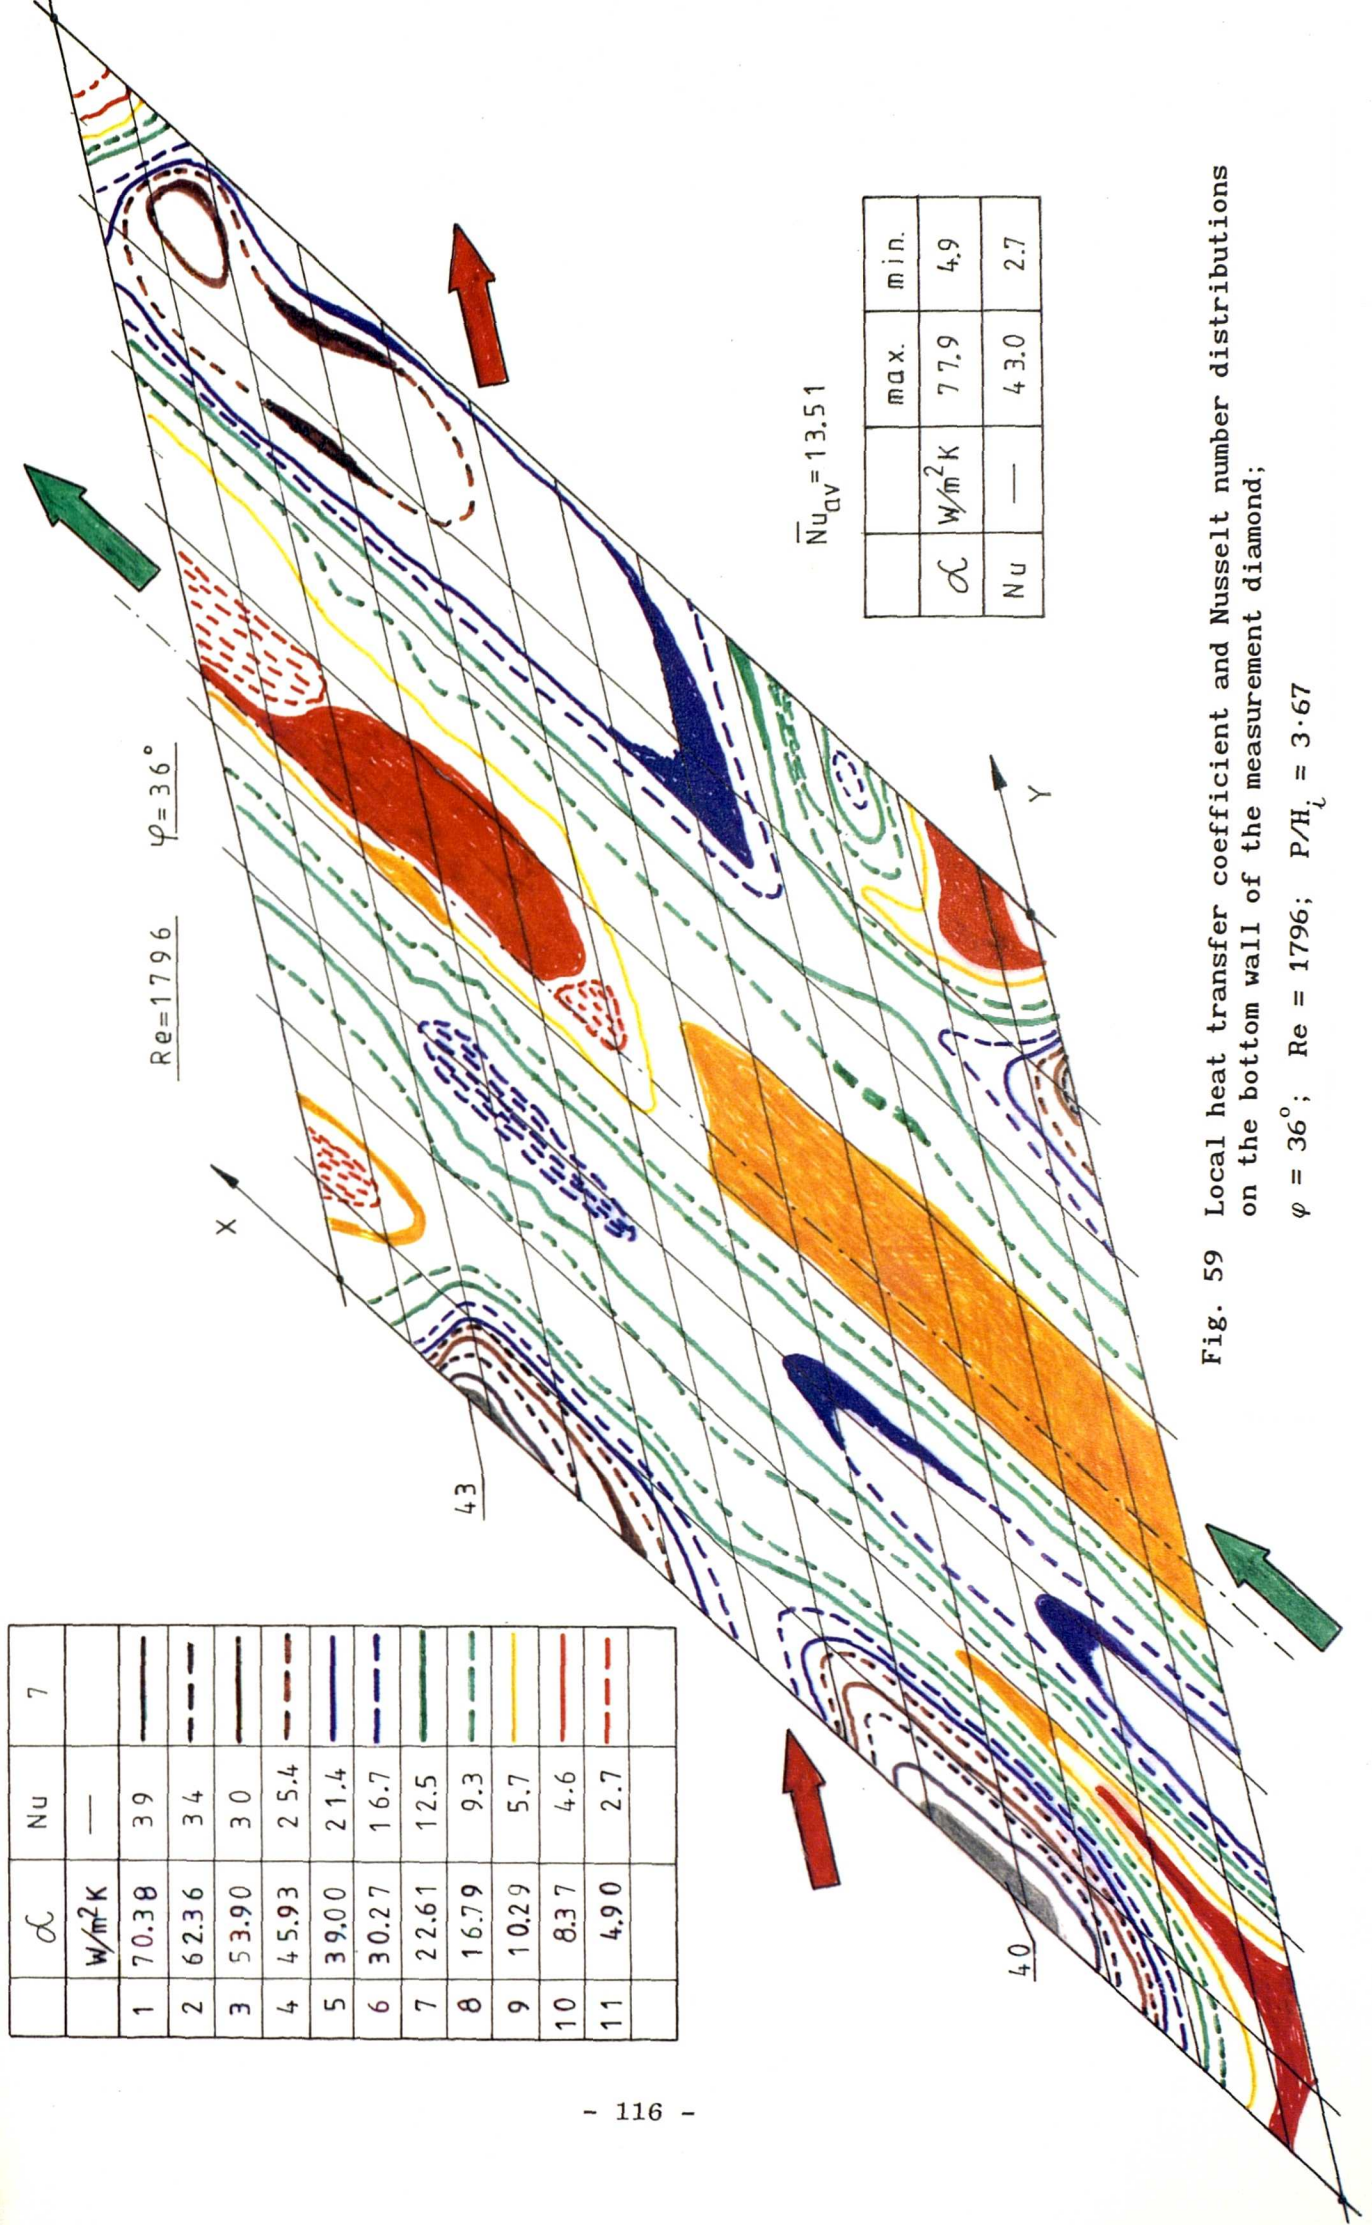 α Nu 7
W/m²K —
1 70.38 39
2 62.36 34
3 53.90 30
4 45.93 25.4
5 39.00 21.4
6 30.27 16.7
7 22.61 12.5
8 16.79 9.3
9 10.29 5.7
10 8.37 4.6
11 4.90 2.7
Re=1796 φ=36°
X
43
40
Y
N̅u̅av=13.51
max. min.
α W/m²K 77.9 4.9
Nu — 43.0 2.7
Fig. 59 Local heat transfer coefficient and Nusselt number distributions
on the bottom wall of the measurement diamond;
φ = 36°; Re = 1796; P/Hi = 3·67
- 116 -